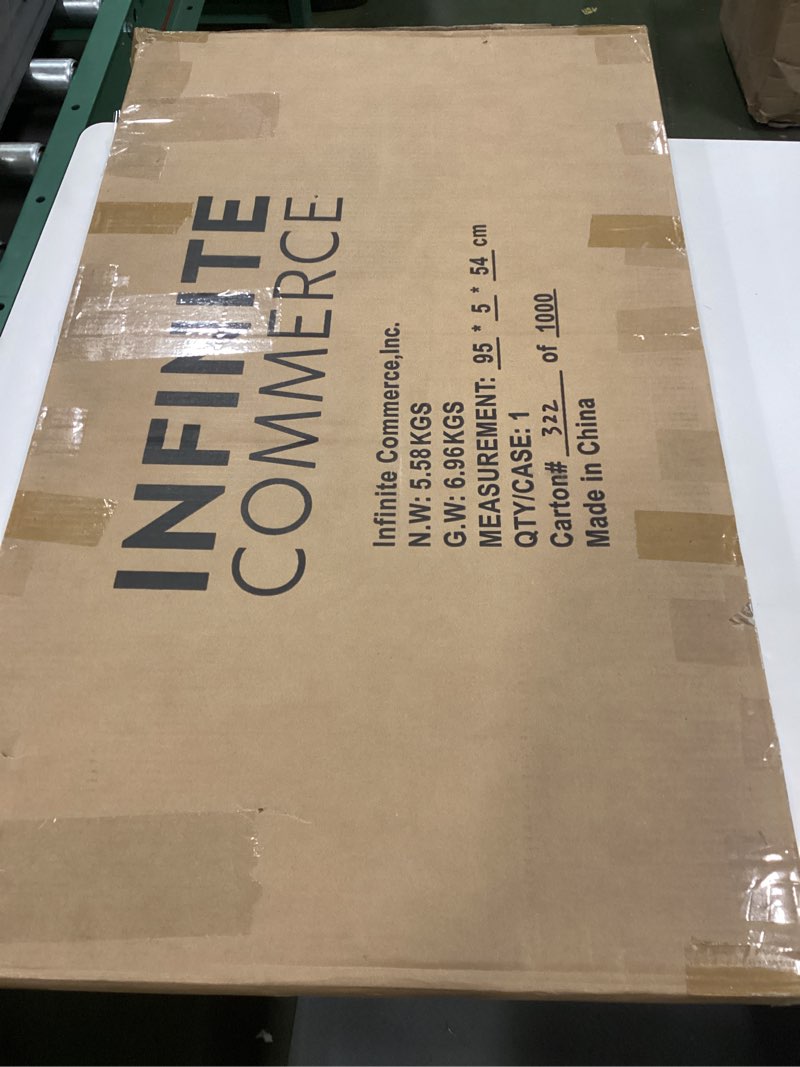 INFINITE
COMMERCE
Infinite Commerce,Inc.
N.W: 5.58KGS
G.W: 6.96KGS
MEASUREMENT: 95 * 5 * 54 cm
QTY/CASE: 1
Carton# 322 of 1000
Made in China